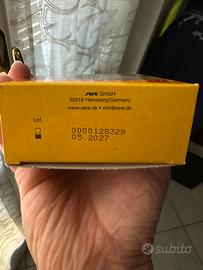 sera GmbH
52518 Heinsberg/Germany
www.sera.de • info@sera.de
Lot
0000128329
05.2027
subito